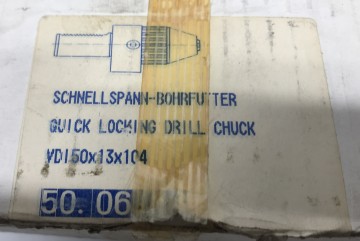 SCHNELLSPANN-BOHRFUTTER
QUICK LOCKING DRILL CHUCK
VDI50x13x104
50. 06